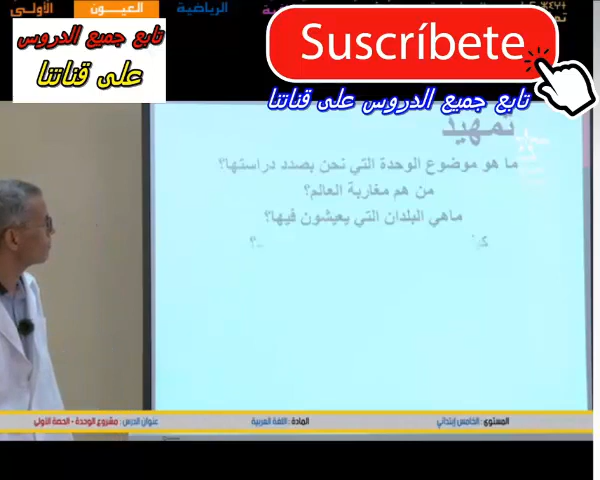 الأولى العيون الرياضية
تابع جميع الدروس
على قناتنا
Suscríbete
تابع جميع الدروس على قناتنا
تمهيد
ما هو موضوع الوحدة التي نحن بصدد دراستها؟
من هم مغاربة العالم؟
ماهي البلدان التي يعيشون فيها؟
المستوى: الخامس إبتدائي المادة: اللغة العربية عنوان الدرس: مشروع الوحدة - الحصة الأولى